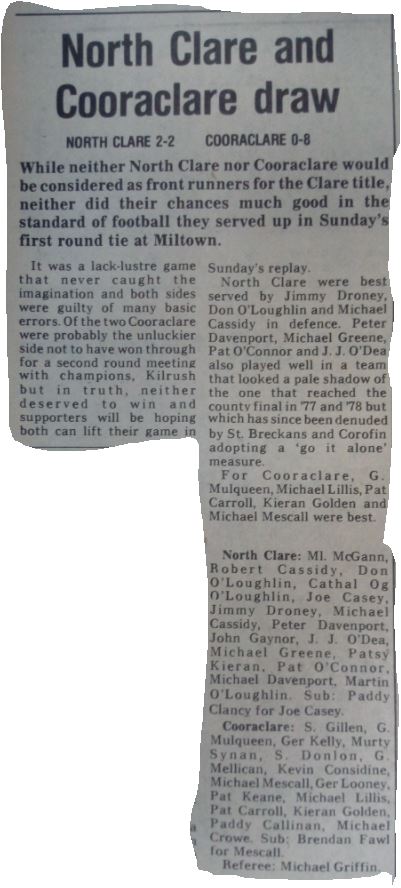 North Clare and
Cooraclare draw
NORTH CLARE 2-2 COORACLARE 0-8
While neither North Clare nor Cooraclare would
be considered as front runners for the Clare title,
neither did their chances much good in the
standard of football they served up in Sunday's
first round tie at Miltown.
It was a lack-lustre game
that never caught the
imagination and both sides
were guilty of many basic
errors. Of the two Cooraclare
were probably the unluckier
side not to have won through
for a second round meeting
with champions, Kilrush
but in truth, neither
deserved to win and
supporters will be hoping
both can lift their game in
Sunday's replay.
North Clare were best
served by Jimmy Droney,
Don O'Loughlin and Michael
Cassidy in defence. Peter
Davenport, Michael Greene,
Pat O'Connor and J. J. O'Dea
also played well in a team
that looked a pale shadow of
the one that reached the
county final in '77 and '78 but
which has since been denuded
by St. Breckans and Corofin
adopting a 'go it alone'
measure.
For Cooraclare, G.
Mulqueen, Michael Lillis, Pat
Carroll, Kieran Golden and
Michael Mescall were best.
North Clare: Ml. McGann,
Robert Cassidy, Don
O'Loughlin, Cathal Og
O'Loughlin, Joe Casey,
Jimmy Droney, Michael
Cassidy, Peter Davenport,
John Gaynor, J. J. O'Dea,
Michael Greene, Patsy
Kieran, Pat O'Connor,
Michael Davenport, Martin
O'Loughlin. Sub: Paddy
Clancy for Joe Casey.
Cooraclare: S. Gillen, G.
Mulqueen, Ger Kelly, Murty
Synan, S. Donlon, G.
Mellican, Kevin Considine,
Michael Mescall, Ger Looney,
Pat Keane, Michael Lillis,
Pat Carroll, Kieran Golden,
Paddy Callinan, Michael
Crowe. Sub: Brendan Fawl
for Mescall.
Referee: Michael Griffin.